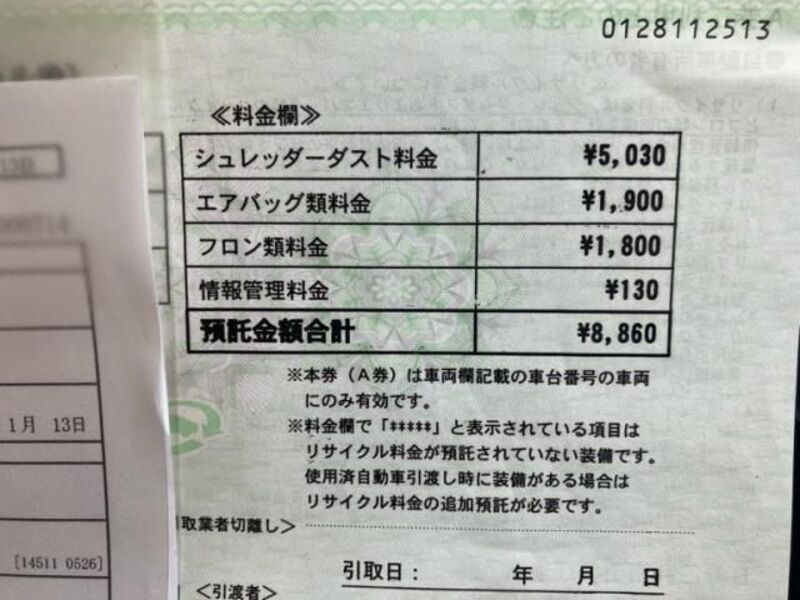 0128112513
≪料金欄≫
シュレッダーダスト料金 ¥5,030
エアバッグ類料金 ¥1,900
フロン類料金 ¥1,800
情報管理料金 ¥130
預託金額合計 ¥8,860
※本券（A券）は車両欄記載の車台番号の車両
にのみ有効です。
※料金欄で「*****」と表示されている項目は
リサイクル料金が預託されていない装備です。
使用済自動車引渡し時に装備がある場合は
リサイクル料金の追加預託が必要です。
1月 13日
取業者切離し＞
[14511 0526]
引取日： 年 月 日
＜引渡者＞